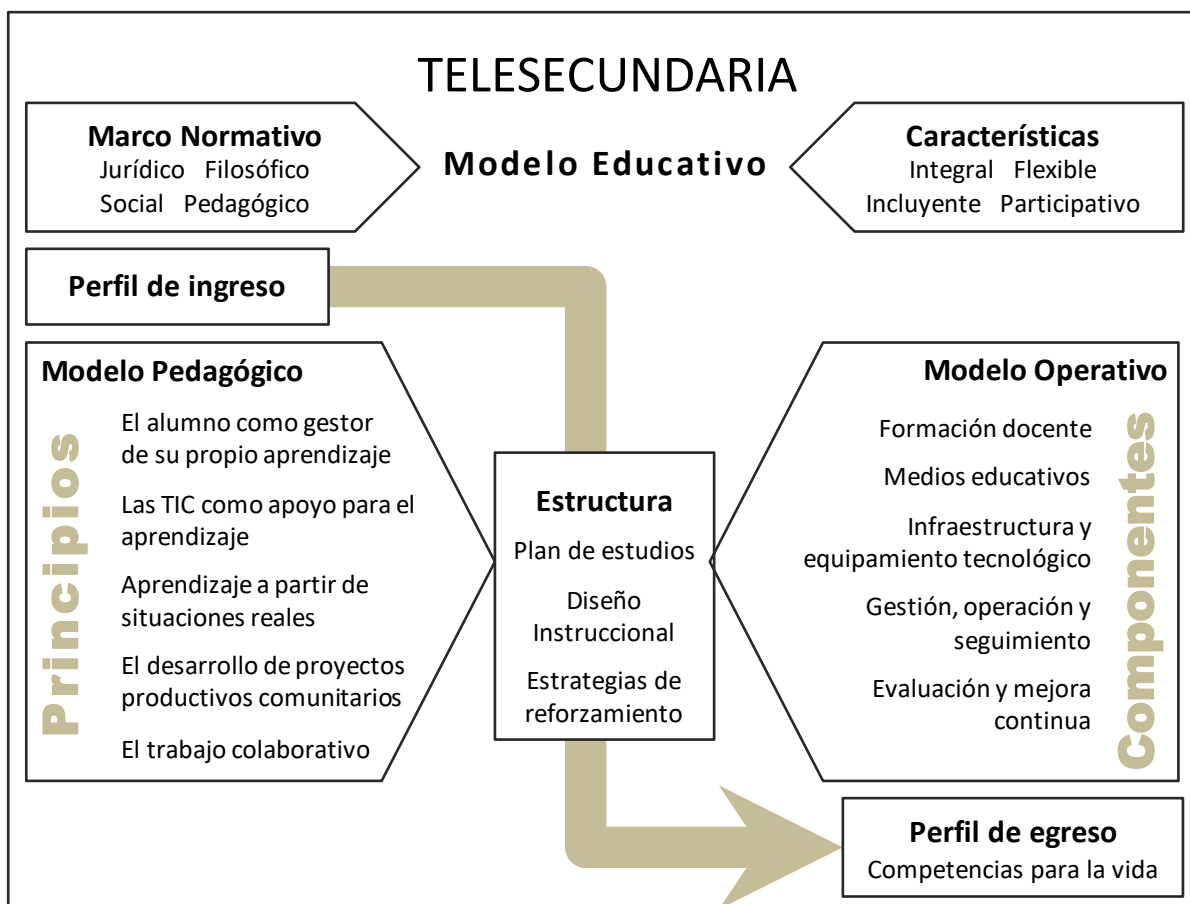 TELESECUNDARIA
Marco Normativo
Jurídico Filosófico
Social Pedagógico
Modelo Educativo
Características
Integral Flexible
Incluyente Participativo
Perfil de ingreso
Modelo Pedagógico
Principios
El alumno como gestor
de su propio aprendizaje
Las TIC como apoyo para el
aprendizaje
Aprendizaje a partir de
situaciones reales
El desarrollo de proyectos
productivos comunitarios
El trabajo colaborativo
Estructura
Plan de estudios
Diseño
Instruccional
Estrategias de
reforzamiento
Modelo Operativo
Formación docente
Medios educativos
Infraestructura y
equipamiento tecnológico
Gestión, operación y
seguimiento
Evaluación y mejora
continua
Componentes
Perfil de egreso
Competencias para la vida